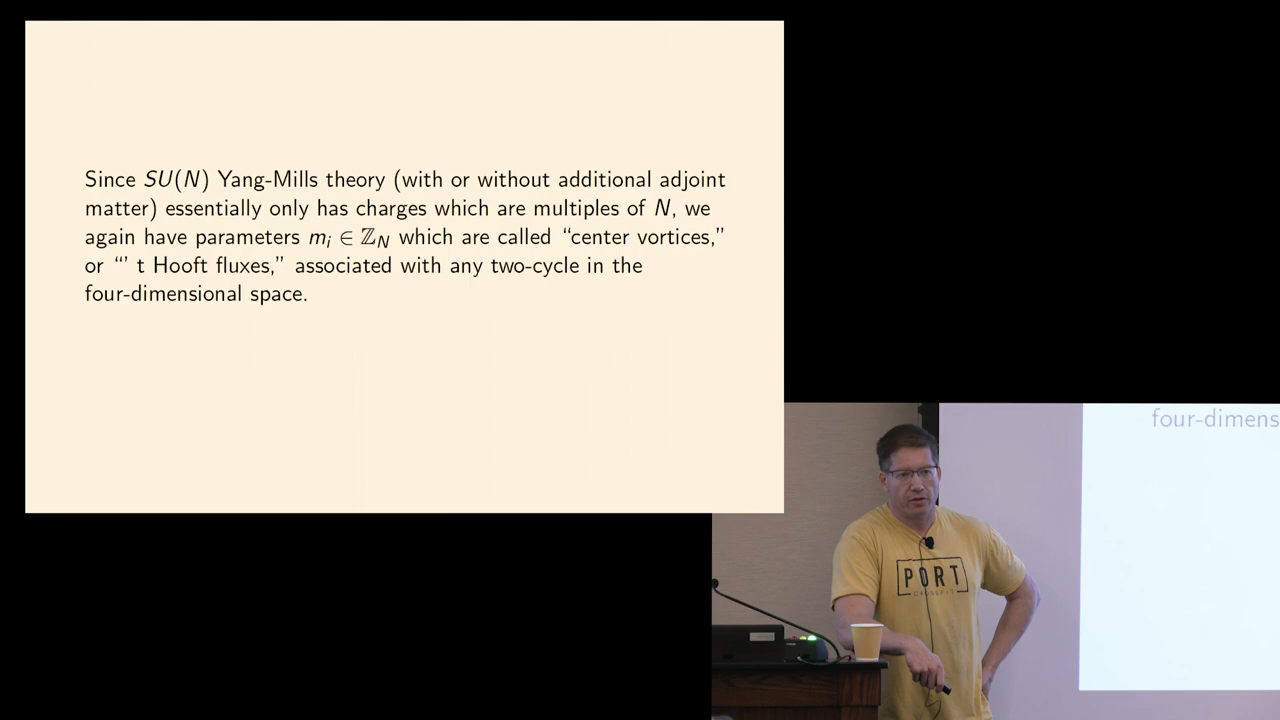 Since SU(N) Yang-Mills theory (with or without additional adjoint
matter) essentially only has charges which are multiples of N, we
again have parameters mᵢ ∈ ℤ_N which are called “center vortices,”
or “’ t Hooft fluxes,” associated with any two-cycle in the
four-dimensional space.
four-dimens
PORT
CROSSFIT